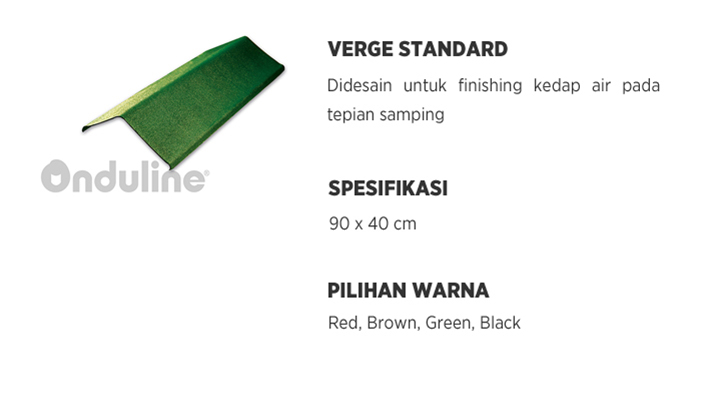 VERGE STANDARD
Didesain untuk finishing kedap air pada
tepian samping
Onduline®
SPESIFIKASI
90 x 40 cm
PILIHAN WARNA
Red, Brown, Green, Black